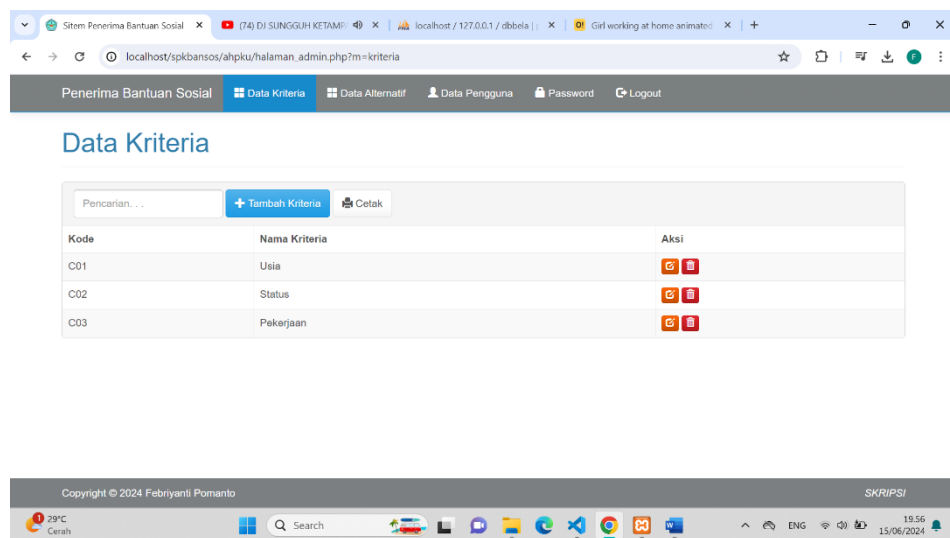 Sitem Penerima Bantuan Sosial
(74) DJ SUNGGUH KETAMP
localhost / 127.0.0.1 / dbbela |
Girl working at home animated
localhost/spkbansos/ahpku/halaman_admin.php?m=kriteria
F
Penerima Bantuan Sosial Data Kriteria Data Alternatif Data Pengguna Password Logout
Data Kriteria
Pencarian. . . Tambah Kriteria Cetak
Kode Nama Kriteria Aksi
C01 Usia
C02 Status
C03 Pekerjaan
Copyright © 2024 Febriyanti Pomanto SKRIPSI
1 29°C
Cerah
Search
ENG
19.56
15/06/2024